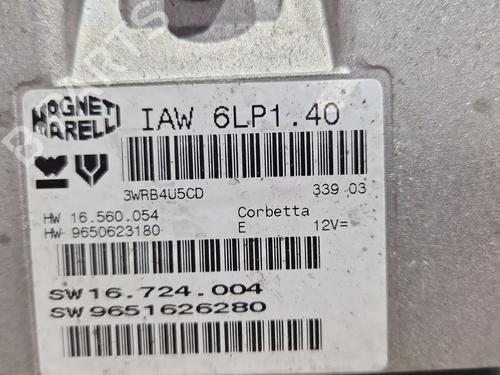 MAGNETI
MARELLI
IAW 6LP1.40
3WRB4U5CD 339 03
HW 16.560.054 Corbetta
HW 9650623180 E 12V=
SW16.724.004
SW9651626280